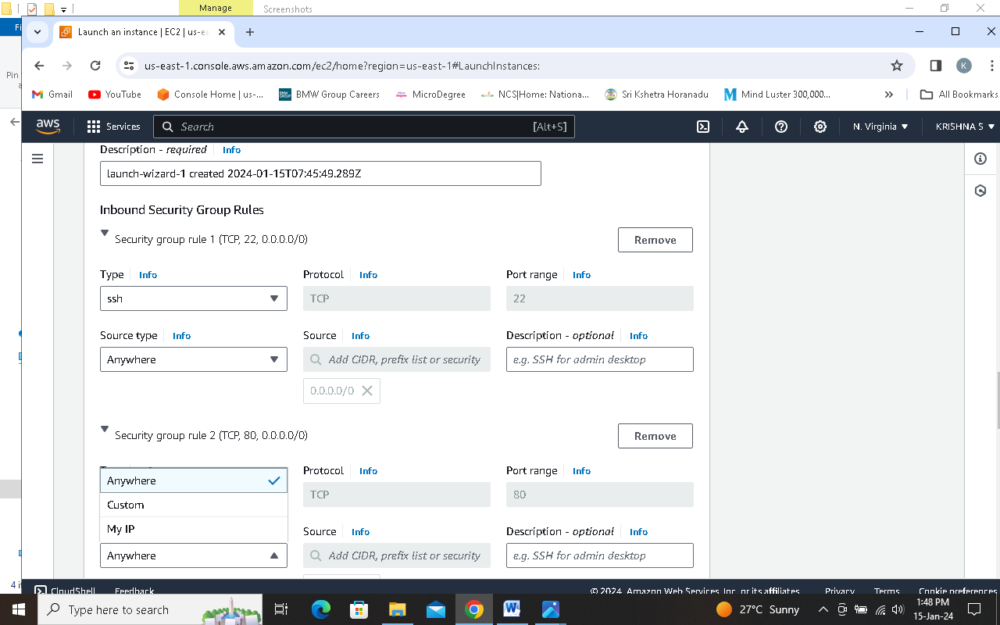 Manage
Screenshots
Fi
Launch an instance | EC2 | us-ea
us-east-1.console.aws.amazon.com/ec2/home?region=us-east-1#LaunchInstances:
K
Pin
a
Gmail
YouTube
Console Home | us-...
BMW Group Careers
MicroDegree
NCS|Home: Nationa...
Sri Kshetra Horanadu
Mind Luster 300,000...
»
All Bookmarks
aws
Services
Search
[Alt+S]
N. Virginia
KRISHNA S
Description - required Info
launch-wizard-1 created 2024-01-15T07:45:49.289Z
Inbound Security Group Rules
Security group rule 1 (TCP, 22, 0.0.0.0/0)
Remove
Type Info
Protocol Info
Port range Info
ssh
TCP
22
Source type Info
Source Info
Description - optional Info
Anywhere
Add CIDR, prefix list or security
e.g. SSH for admin desktop
0.0.0.0/0
Security group rule 2 (TCP, 80, 0.0.0.0/0)
Remove
Protocol Info
Port range Info
Anywhere
Custom
My IP
TCP
80
Source Info
Description - optional Info
Anywhere
Add CIDR, prefix list or security
e.g. SSH for admin desktop
4 it
CloudShell
Feedback
© 2024, Amazon Web Services, Inc. or its affiliates.
Privacy
Terms
Cookie preferences
Type here to search
27°C Sunny
1:48 PM
15-Jan-24